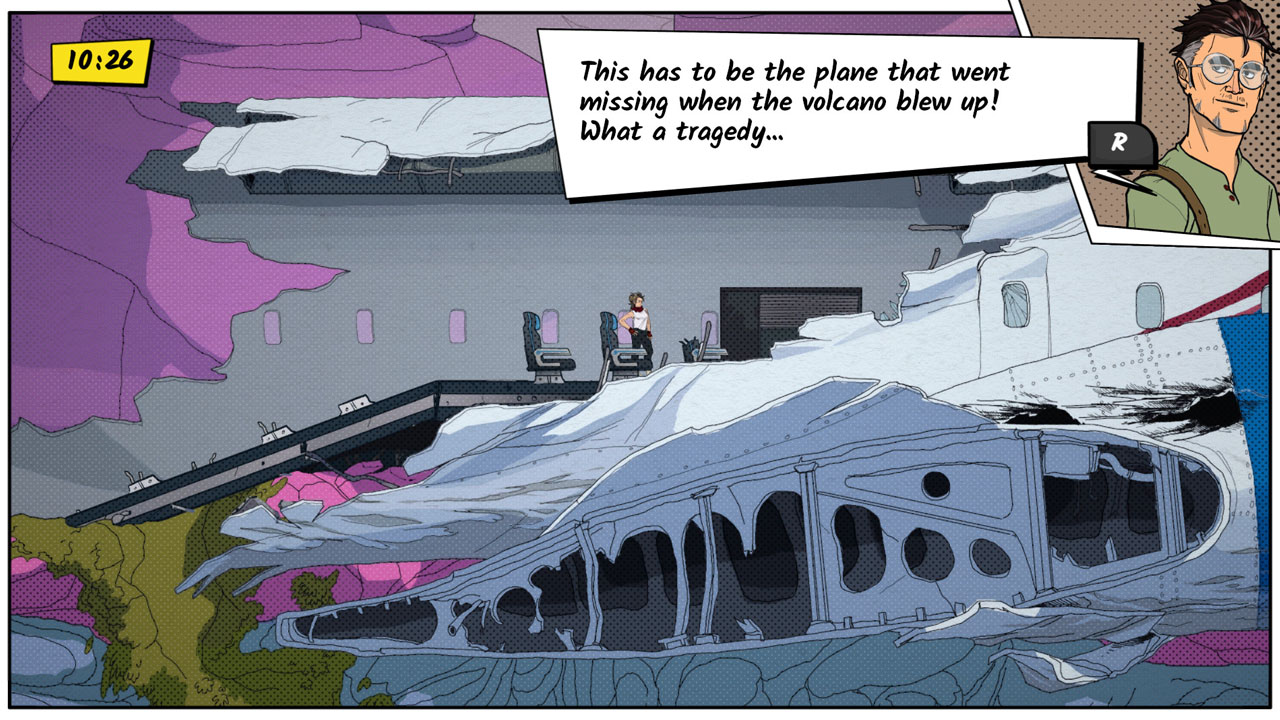 10:26
This has to be the plane that went
missing when the volcano blew up!
What a tragedy...
R